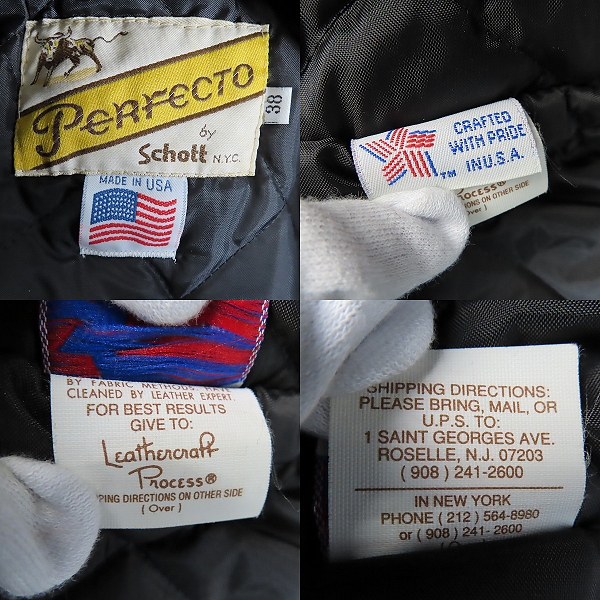 PERFECTO
by
Schott N.Y.C.
38
MADE IN USA
CRAFTED
WITH PRIDE
IN U.S.A.
TM
PROCESS®
ON OTHER SIDE
Over )
BY FABRIC
CLEANED BY LEATHER EXPERT.
FOR BEST RESULTS
GIVE TO:
Leathercraft
Process®
DIRECTIONS ON OTHER SIDE
( Over )
SHIPPING DIRECTIONS:
PLEASE BRING, MAIL, OR
U.P.S. TO:
1 SAINT GEORGES AVE.
ROSELLE, N.J. 07203
( 908 ) 241-2600
IN NEW YORK
PHONE ( 212 ) 564-8980
or ( 908 ) 241- 2600